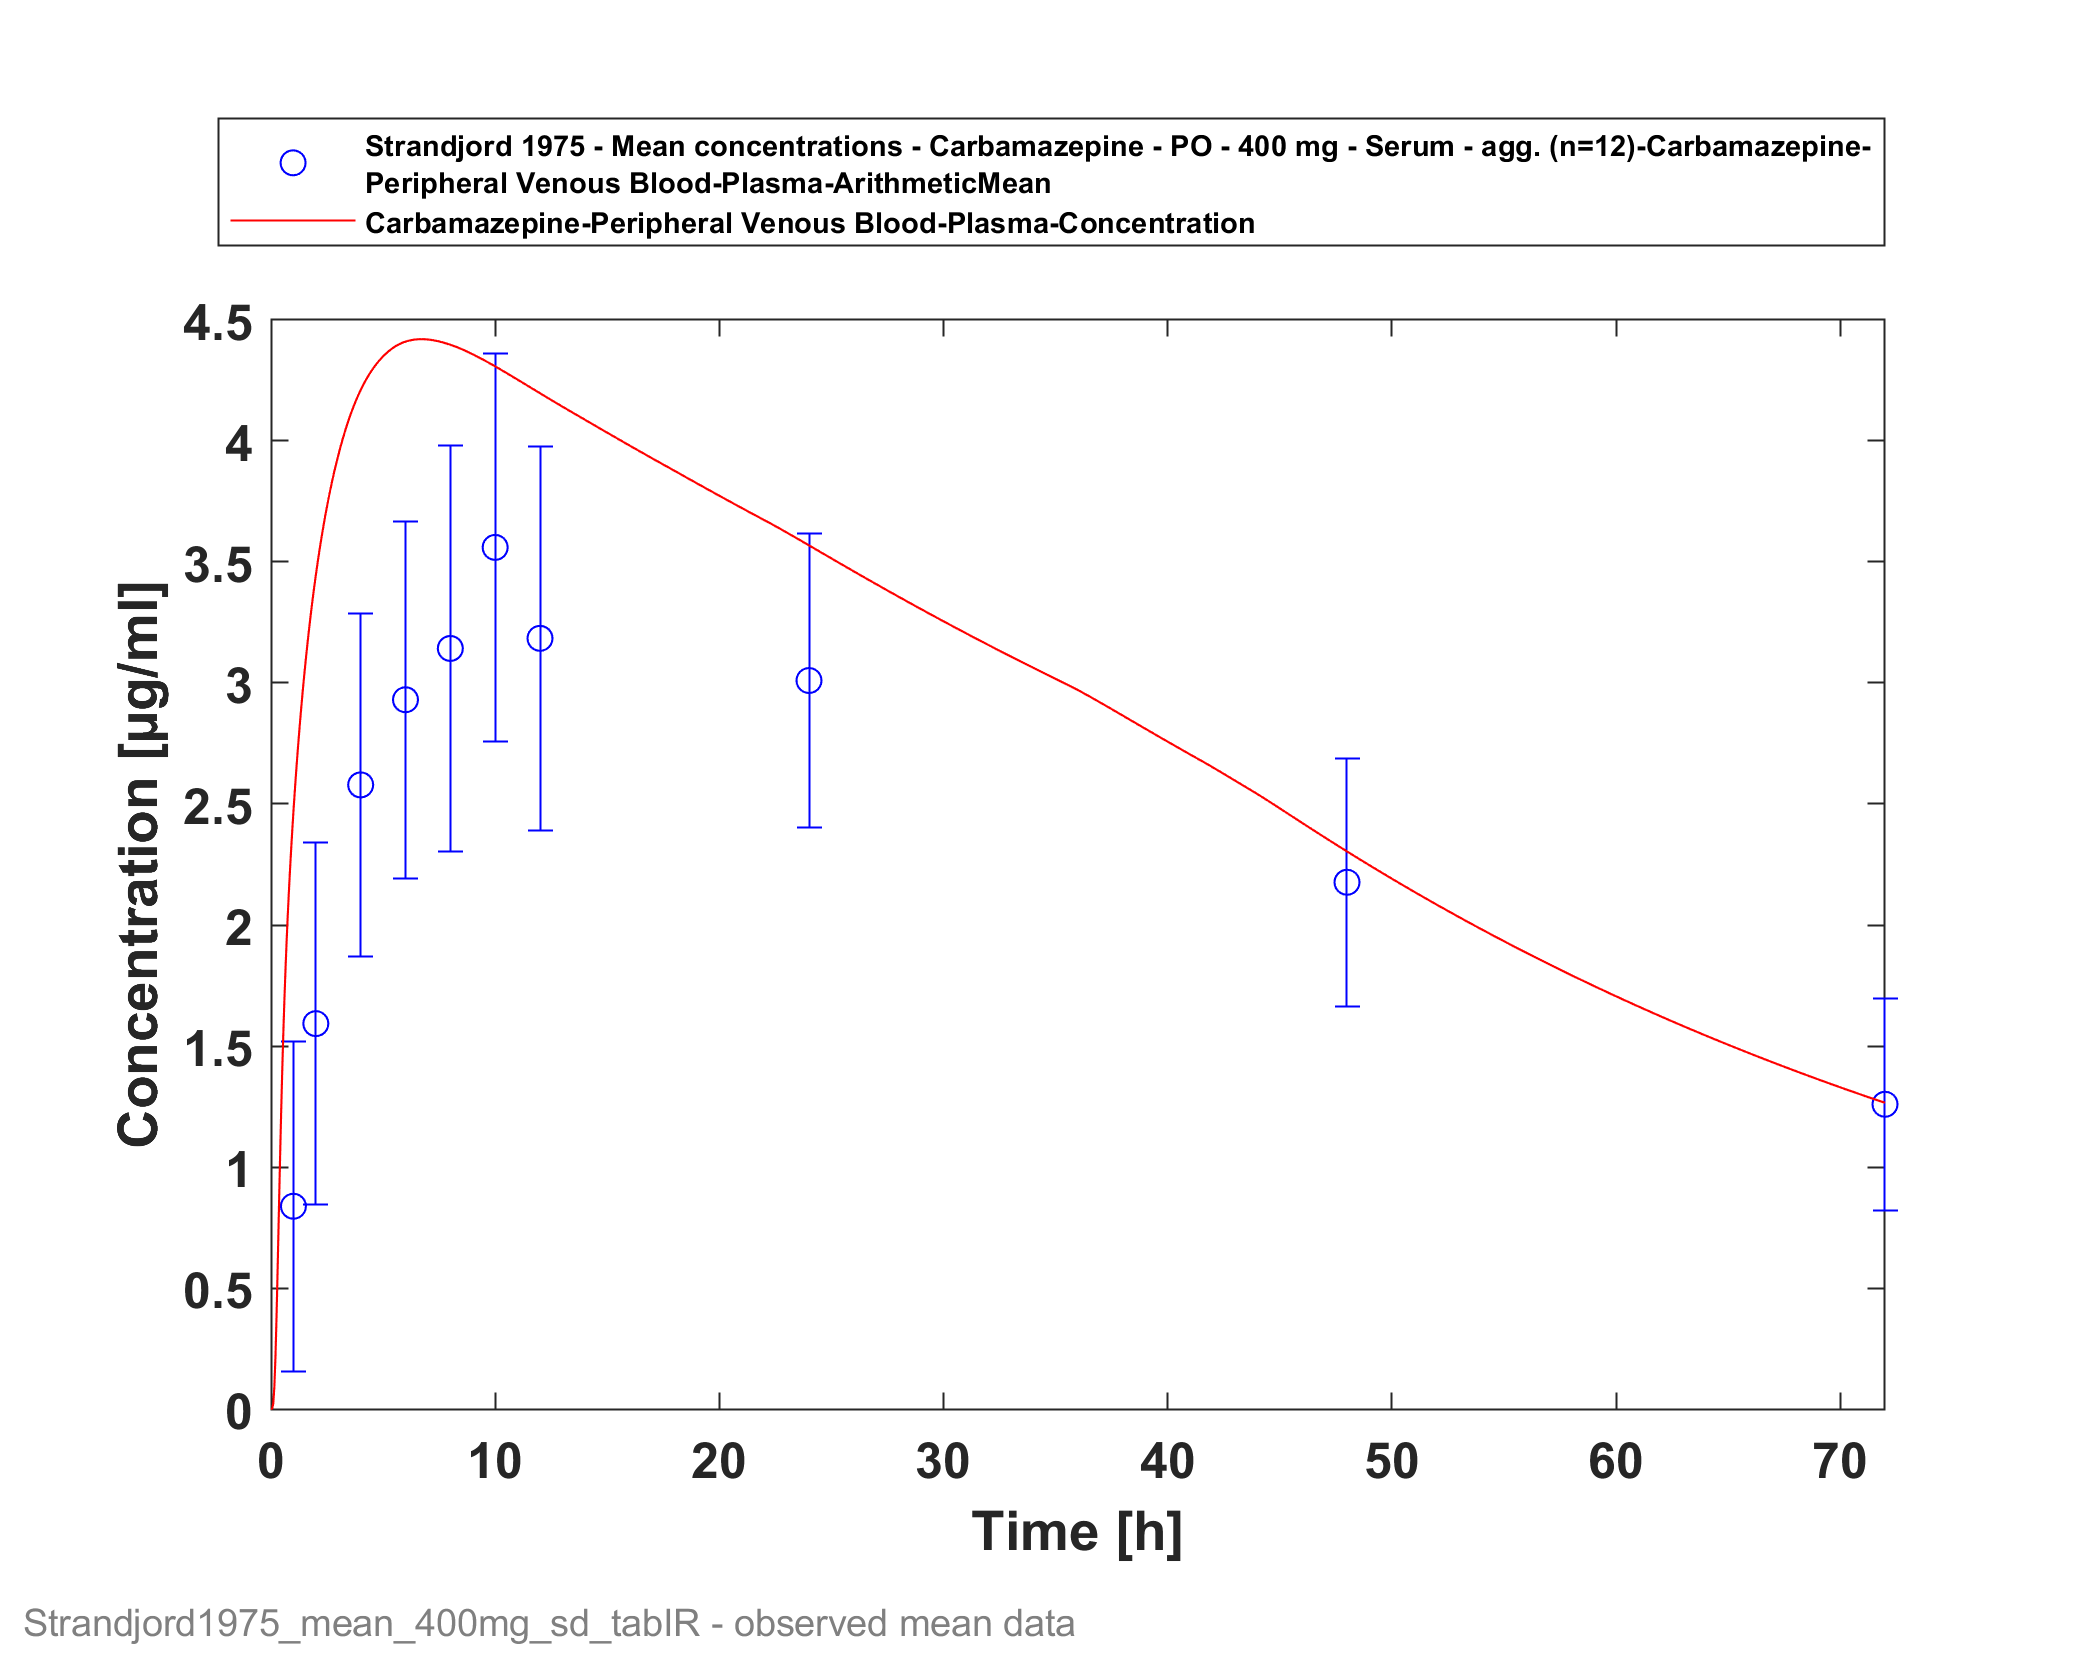 Strandjord 1975 - Mean concentrations - Carbamazepine - PO - 400 mg - Serum - agg. (n=12)-Carbamazepine-
Peripheral Venous Blood-Plasma-ArithmeticMean
Carbamazepine-Peripheral Venous Blood-Plasma-Concentration
4.5
4
3.5
3
2.5
2
1.5
1
0.5
0
Concentration [µg/ml]
0 10 20 30 40 50 60 70
Time [h]
Strandjord1975_mean_400mg_sd_tabIR - observed mean data